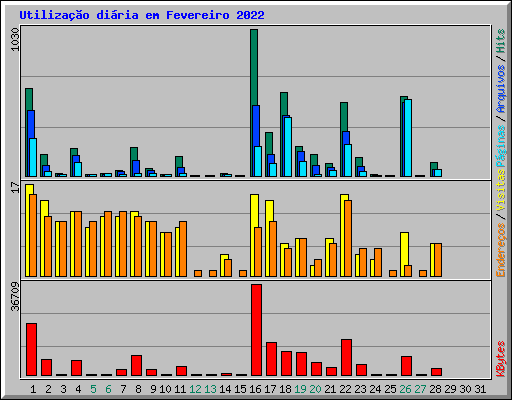 Utilização diária em Fevereiro 2022
1030
Páginas / Arquivos / Hits
17
Endereços / Visitas
36709
KBytes
1 2 3 4 5 6 7 8 9 10 11 12 13 14 15 16 17 18 19 20 21 22 23 24 25 26 27 28 29 30 31